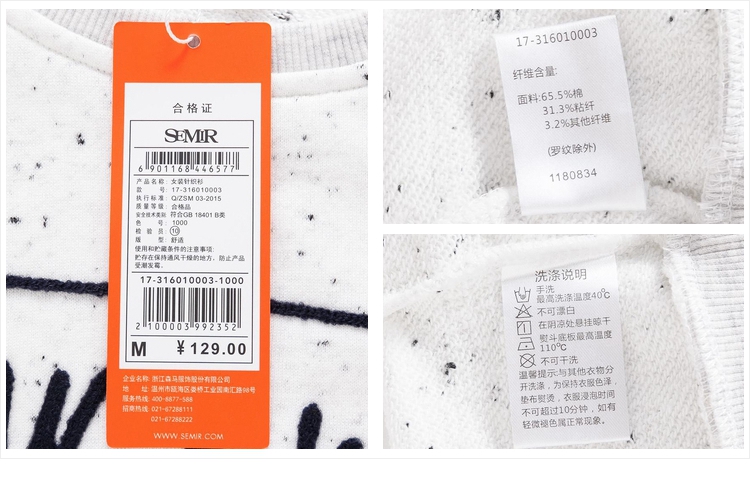 合格证
SEMIR
6 901168 446577
产品名称: 女装针织衫
款 号: 17-316010003
执行标准: Q/ZSM 03-2015
质量等级: 合格品
安全技术类别: 符合GB 18401 B类
色 号: 1000
检 验 员: 10
版 型: 舒适
使用和贮藏条件的注意事项:
贮存在保持通风干燥的地方，防止产品
受潮发霉。
17-316010003-1000
2 100003 992352
M ¥129.00
企业名称: 浙江森马服饰股份有限公司
地 址: 温州市瓯海区娄桥工业园南汇路98号
服务热线: 400-8877-588
招商热线: 021-67288111
021-67288222
WWW.SEMIR.COM
17-316010003
纤维含量:
面料:65.5%棉
31.3%粘纤
3.2%其他纤维
(罗纹除外)
1180834
洗涤说明
手洗
最高洗涤温度40℃
不可漂白
在阴凉处悬挂晾干
熨斗底板最高温度
110℃
不可干洗
温馨提示:与其他衣物分
开洗涤，为保持衣服色泽，
垫布熨烫，衣服浸泡时间
不可超过10分钟，如有
轻微褪色属正常现象。